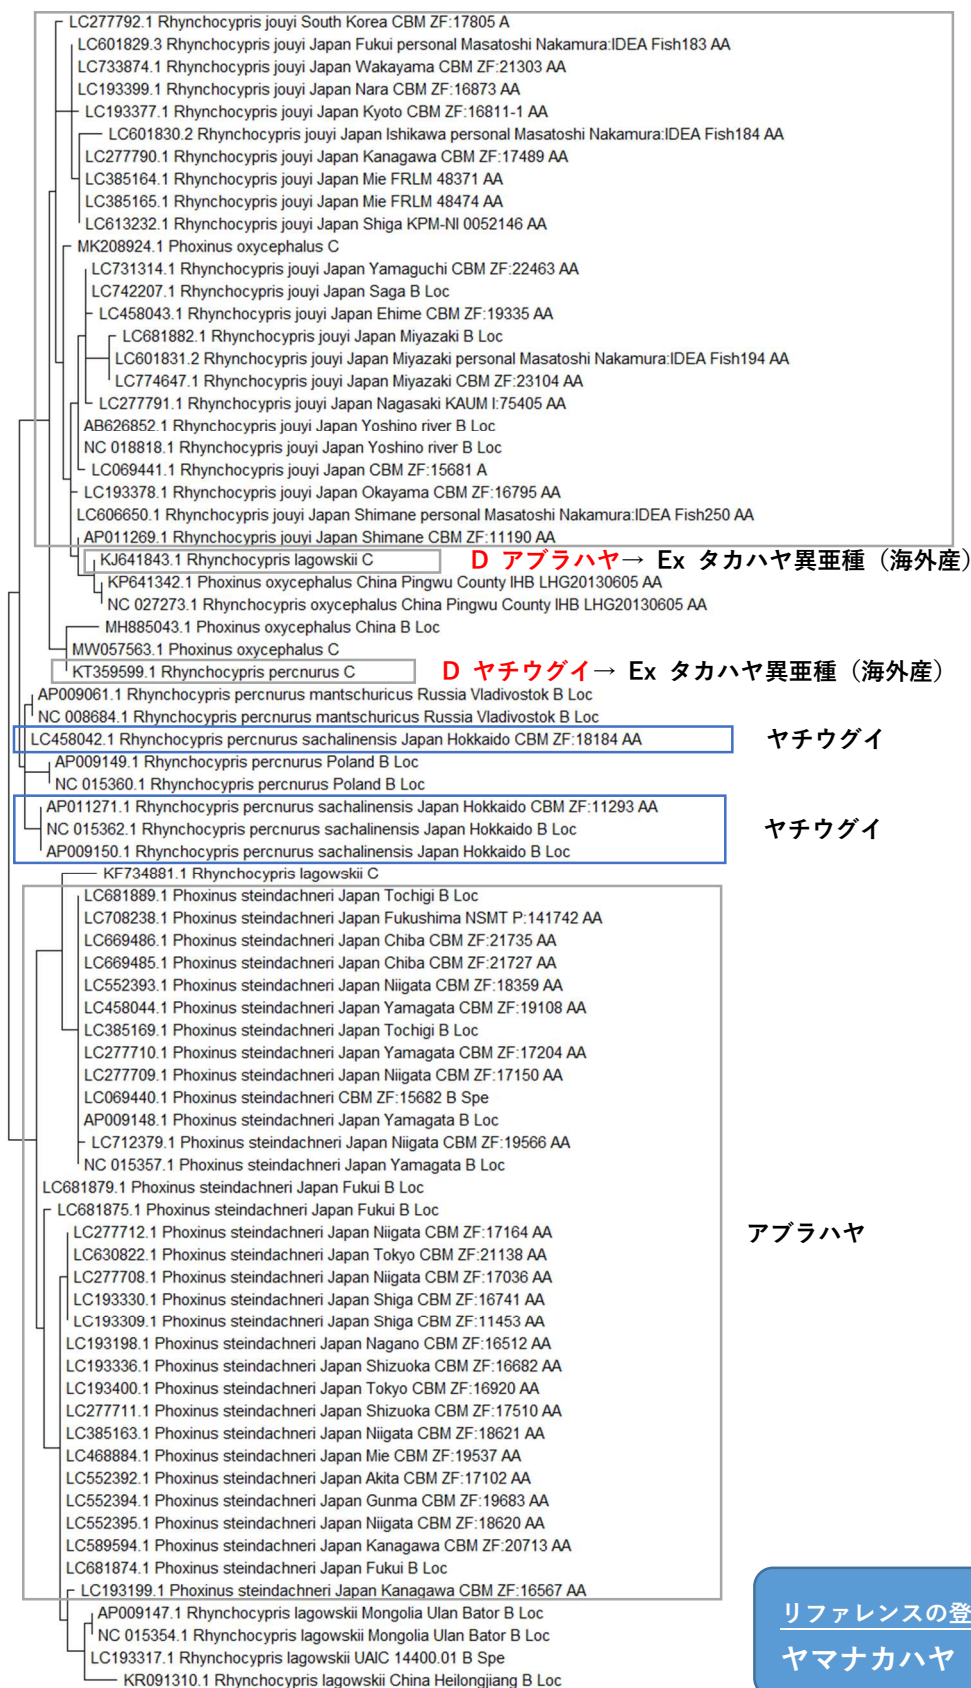 LC277792.1 Rhynchocypris jouyi South Korea CBM ZF:17805 A
LC601829.3 Rhynchocypris jouyi Japan Fukui personal Masatoshi Nakamura:IDEA Fish183 AA
LC733874.1 Rhynchocypris jouyi Japan Wakayama CBM ZF:21303 AA
LC193399.1 Rhynchocypris jouyi Japan Nara CBM ZF:16873 AA
LC193377.1 Rhynchocypris jouyi Japan Kyoto CBM ZF:16811-1 AA
LC601830.2 Rhynchocypris jouyi Japan Ishikawa personal Masatoshi Nakamura:IDEA Fish184 AA
LC277790.1 Rhynchocypris jouyi Japan Kanagawa CBM ZF:17489 AA
LC385164.1 Rhynchocypris jouyi Japan Mie FRLM 48371 AA
LC385165.1 Rhynchocypris jouyi Japan Mie FRLM 48474 AA
LC613232.1 Rhynchocypris jouyi Japan Shiga KPM-NI 0052146 AA
MK208924.1 Phoxinus oxycephalus C
LC731314.1 Rhynchocypris jouyi Japan Yamaguchi CBM ZF:22463 AA
LC742207.1 Rhynchocypris jouyi Japan Saga B Loc
LC458043.1 Rhynchocypris jouyi Japan Ehime CBM ZF:19335 AA
LC681882.1 Rhynchocypris jouyi Japan Miyazaki B Loc
LC601831.2 Rhynchocypris jouyi Japan Miyazaki personal Masatoshi Nakamura:IDEA Fish194 AA
LC774647.1 Rhynchocypris jouyi Japan Miyazaki CBM ZF:23104 AA
LC277791.1 Rhynchocypris jouyi Japan Nagasaki KAUM I:75405 AA
AB626852.1 Rhynchocypris jouyi Japan Yoshino river B Loc
NC 018818.1 Rhynchocypris jouyi Japan Yoshino river B Loc
LC069441.1 Rhynchocypris jouyi Japan CBM ZF:15681 A
LC193378.1 Rhynchocypris jouyi Japan Okayama CBM ZF:16795 AA
LC606650.1 Rhynchocypris jouyi Japan Shimane personal Masatoshi Nakamura:IDEA Fish250 AA
AP011269.1 Rhynchocypris jouyi Japan Shimane CBM ZF:11190 AA
KJ641843.1 Rhynchocypris lagowskii C D アブラハヤ→ Ex タカハヤ異亜種（海外産）
KP641342.1 Phoxinus oxycephalus China Pingwu County IHB LHG20130605 AA
NC 027273.1 Rhynchocypris oxycephalus China Pingwu County IHB LHG20130605 AA
MH885043.1 Phoxinus oxycephalus China B Loc
MW057563.1 Phoxinus oxycephalus C
KT359599.1 Rhynchocypris percnurus C D ヤチウグイ→ Ex タカハヤ異亜種（海外産）
AP009061.1 Rhynchocypris percnurus mantschuricus Russia Vladivostok B Loc
NC 008684.1 Rhynchocypris percnurus mantschuricus Russia Vladivostok B Loc
LC458042.1 Rhynchocypris percnurus sachalinensis Japan Hokkaido CBM ZF:18184 AA ヤチウグイ
AP009149.1 Rhynchocypris percnurus Poland B Loc
NC 015360.1 Rhynchocypris percnurus Poland B Loc
AP011271.1 Rhynchocypris percnurus sachalinensis Japan Hokkaido CBM ZF:11293 AA
NC 015362.1 Rhynchocypris percnurus sachalinensis Japan Hokkaido B Loc ヤチウグイ
AP009150.1 Rhynchocypris percnurus sachalinensis Japan Hokkaido B Loc
KF734881.1 Rhynchocypris lagowskii C
LC681889.1 Phoxinus steindachneri Japan Tochigi B Loc
LC708238.1 Phoxinus steindachneri Japan Fukushima NSMT P:141742 AA
LC669486.1 Phoxinus steindachneri Japan Chiba CBM ZF:21735 AA
LC669485.1 Phoxinus steindachneri Japan Chiba CBM ZF:21727 AA
LC552393.1 Phoxinus steindachneri Japan Niigata CBM ZF:18359 AA
LC458044.1 Phoxinus steindachneri Japan Yamagata CBM ZF:19108 AA
LC385169.1 Phoxinus steindachneri Japan Tochigi B Loc
LC277710.1 Phoxinus steindachneri Japan Yamagata CBM ZF:17204 AA
LC277709.1 Phoxinus steindachneri Japan Niigata CBM ZF:17150 AA
LC069440.1 Phoxinus steindachneri CBM ZF:15682 B Spe
AP009148.1 Phoxinus steindachneri Japan Yamagata B Loc
LC712379.1 Phoxinus steindachneri Japan Niigata CBM ZF:19566 AA
NC 015357.1 Phoxinus steindachneri Japan Yamagata B Loc
LC681879.1 Phoxinus steindachneri Japan Fukui B Loc
LC681875.1 Phoxinus steindachneri Japan Fukui B Loc
LC277712.1 Phoxinus steindachneri Japan Niigata CBM ZF:17164 AA アブラハヤ
LC630822.1 Phoxinus steindachneri Japan Tokyo CBM ZF:21138 AA
LC277708.1 Phoxinus steindachneri Japan Niigata CBM ZF:17036 AA
LC193330.1 Phoxinus steindachneri Japan Shiga CBM ZF:16741 AA
LC193309.1 Phoxinus steindachneri Japan Shiga CBM ZF:11453 AA
LC193198.1 Phoxinus steindachneri Japan Nagano CBM ZF:16512 AA
LC193336.1 Phoxinus steindachneri Japan Shizuoka CBM ZF:16682 AA
LC193400.1 Phoxinus steindachneri Japan Tokyo CBM ZF:16920 AA
LC277711.1 Phoxinus steindachneri Japan Shizuoka CBM ZF:17510 AA
LC385163.1 Phoxinus steindachneri Japan Niigata CBM ZF:18621 AA
LC468884.1 Phoxinus steindachneri Japan Mie CBM ZF:19537 AA
LC552392.1 Phoxinus steindachneri Japan Akita CBM ZF:17102 AA
LC552394.1 Phoxinus steindachneri Japan Gunma CBM ZF:19683 AA
LC552395.1 Phoxinus steindachneri Japan Niigata CBM ZF:18620 AA
LC589594.1 Phoxinus steindachneri Japan Kanagawa CBM ZF:20713 AA
LC681874.1 Phoxinus steindachneri Japan Fukui B Loc
LC193199.1 Phoxinus steindachneri Japan Kanagawa CBM ZF:16567 AA
AP009147.1 Rhynchocypris lagowskii Mongolia Ulan Bator B Loc
NC 015354.1 Rhynchocypris lagowskii Mongolia Ulan Bator B Loc
LC193317.1 Rhynchocypris lagowskii UAIC 14400.01 B Spe
KR091310.1 Rhynchocypris lagowskii China Heilongjiang B Loc
リファレンスの登
ヤマナカハヤ